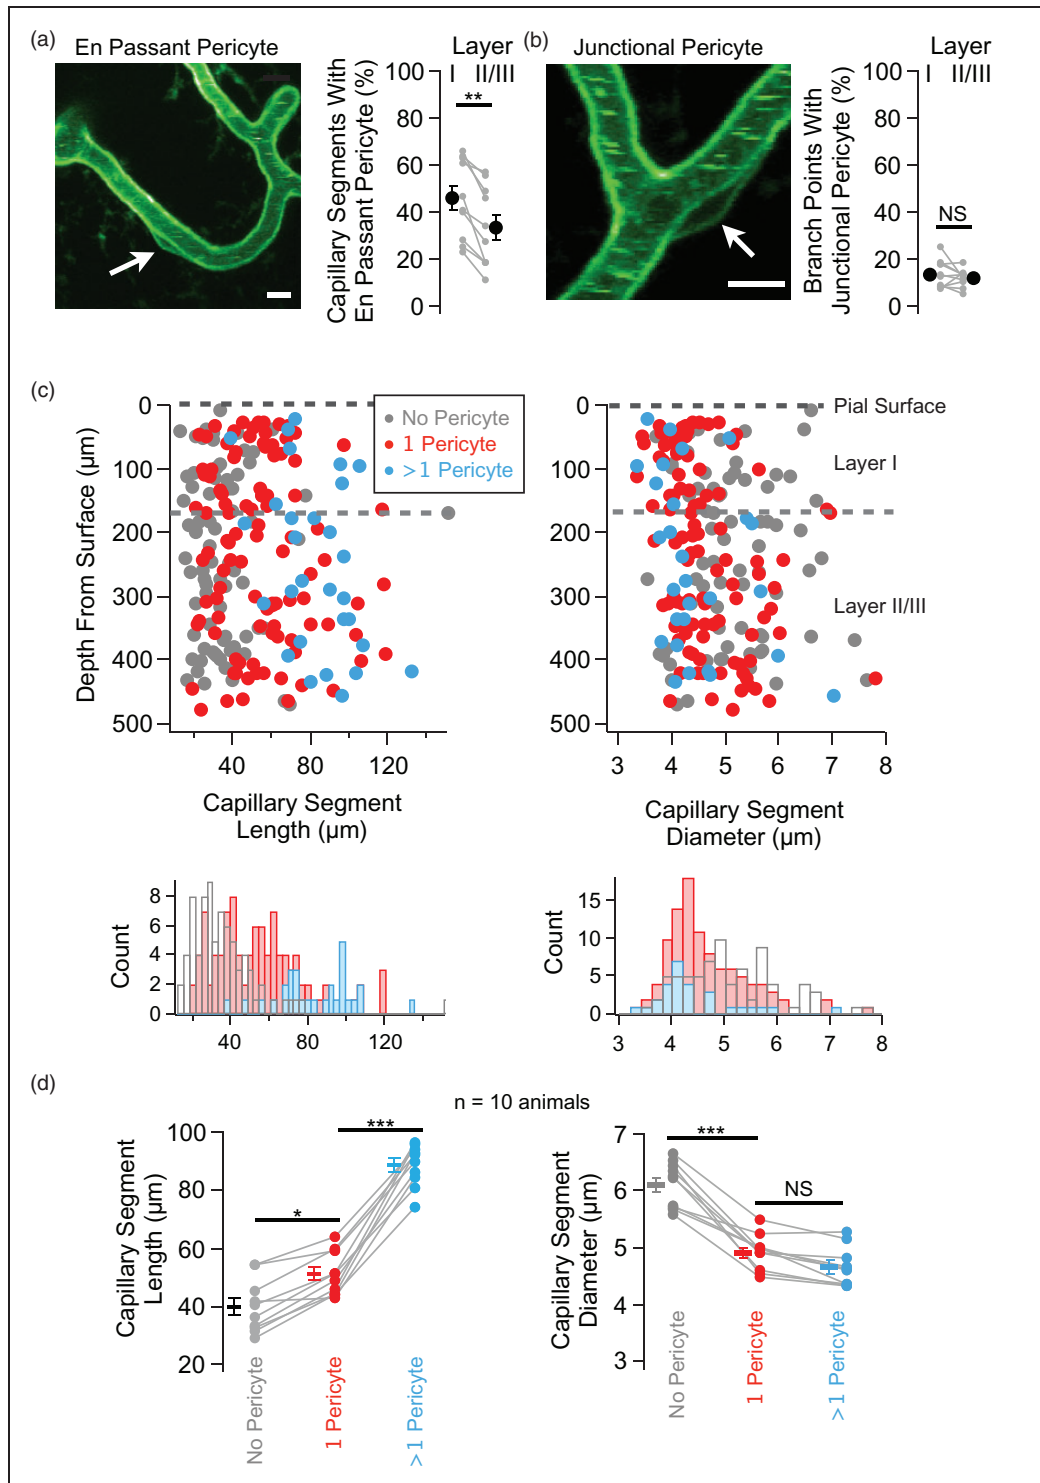 (a)
En Passant Pericyte
Capillary Segments With
En Passant Pericyte (%)
Layer
I II/III
100
80
60
40
20
0
**
(b)
Junctional Pericyte
Branch Points With
Junctional Pericyte (%)
Layer
I II/III
100
80
60
40
20
0
NS
(c)
Depth From Surface (µm)
0
100
200
300
400
500
No Pericyte
1 Pericyte
>1 Pericyte
40 80 120
Capillary Segment
Length (µm)
0
100
200
300
400
500
Pial Surface
Layer I
Layer II/III
3 4 5 6 7 8
Capillary Segment
Diameter (µm)
Count
8
6
4
2
0
40 80 120
Count
15
10
5
0
3 4 5 6 7 8
(d)
n = 10 animals
Capillary Segment
Length (µm)
100
80
60
40
20
*
***
No Pericyte
1 Pericyte
>1 Pericyte
Capillary Segment
Diameter (µm)
7
6
5
4
3
***
NS
No Pericyte
1 Pericyte
>1 Pericyte